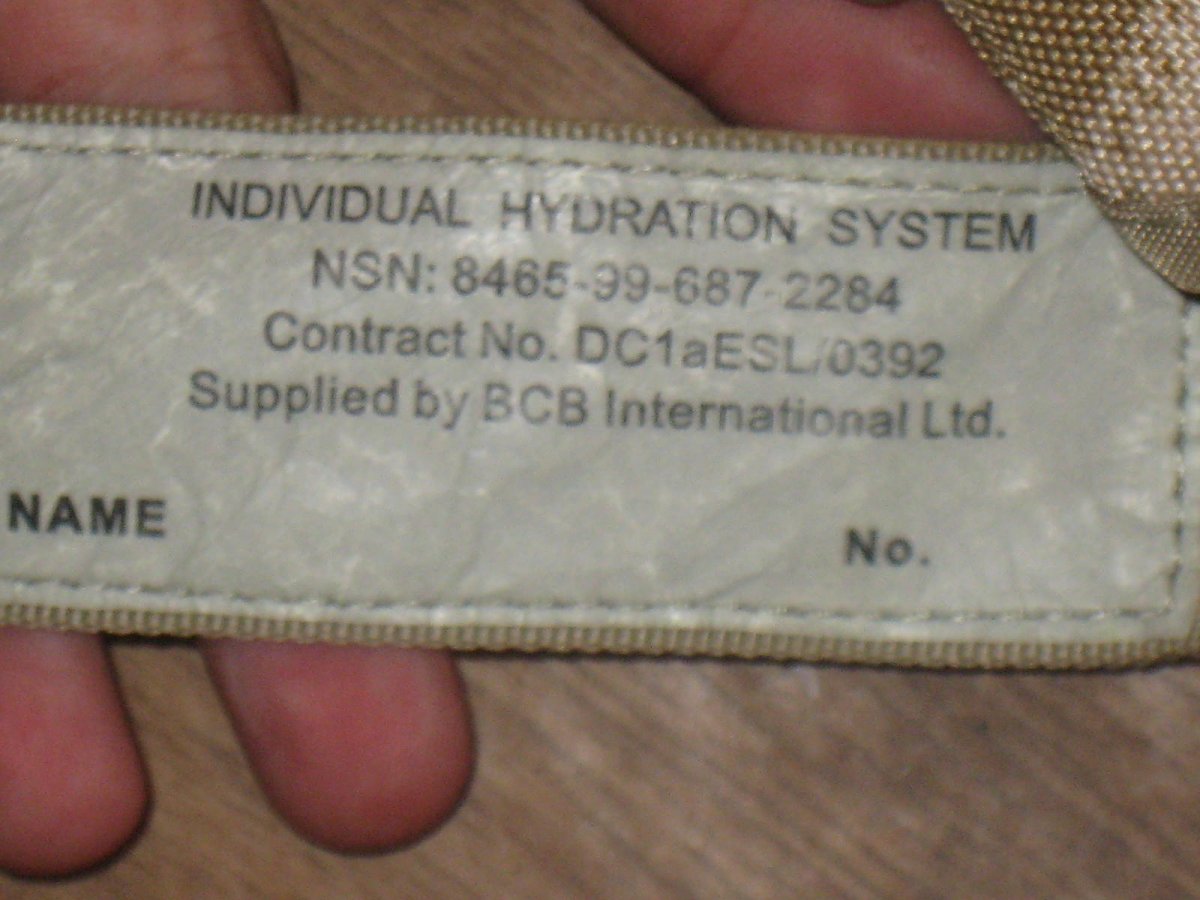 INDIVIDUAL HYDRATION SYSTEM
NSN: 8465-99-687-2284
Contract No. DC1aESL/0392
Supplied by BCB International Ltd.
NAME
No.